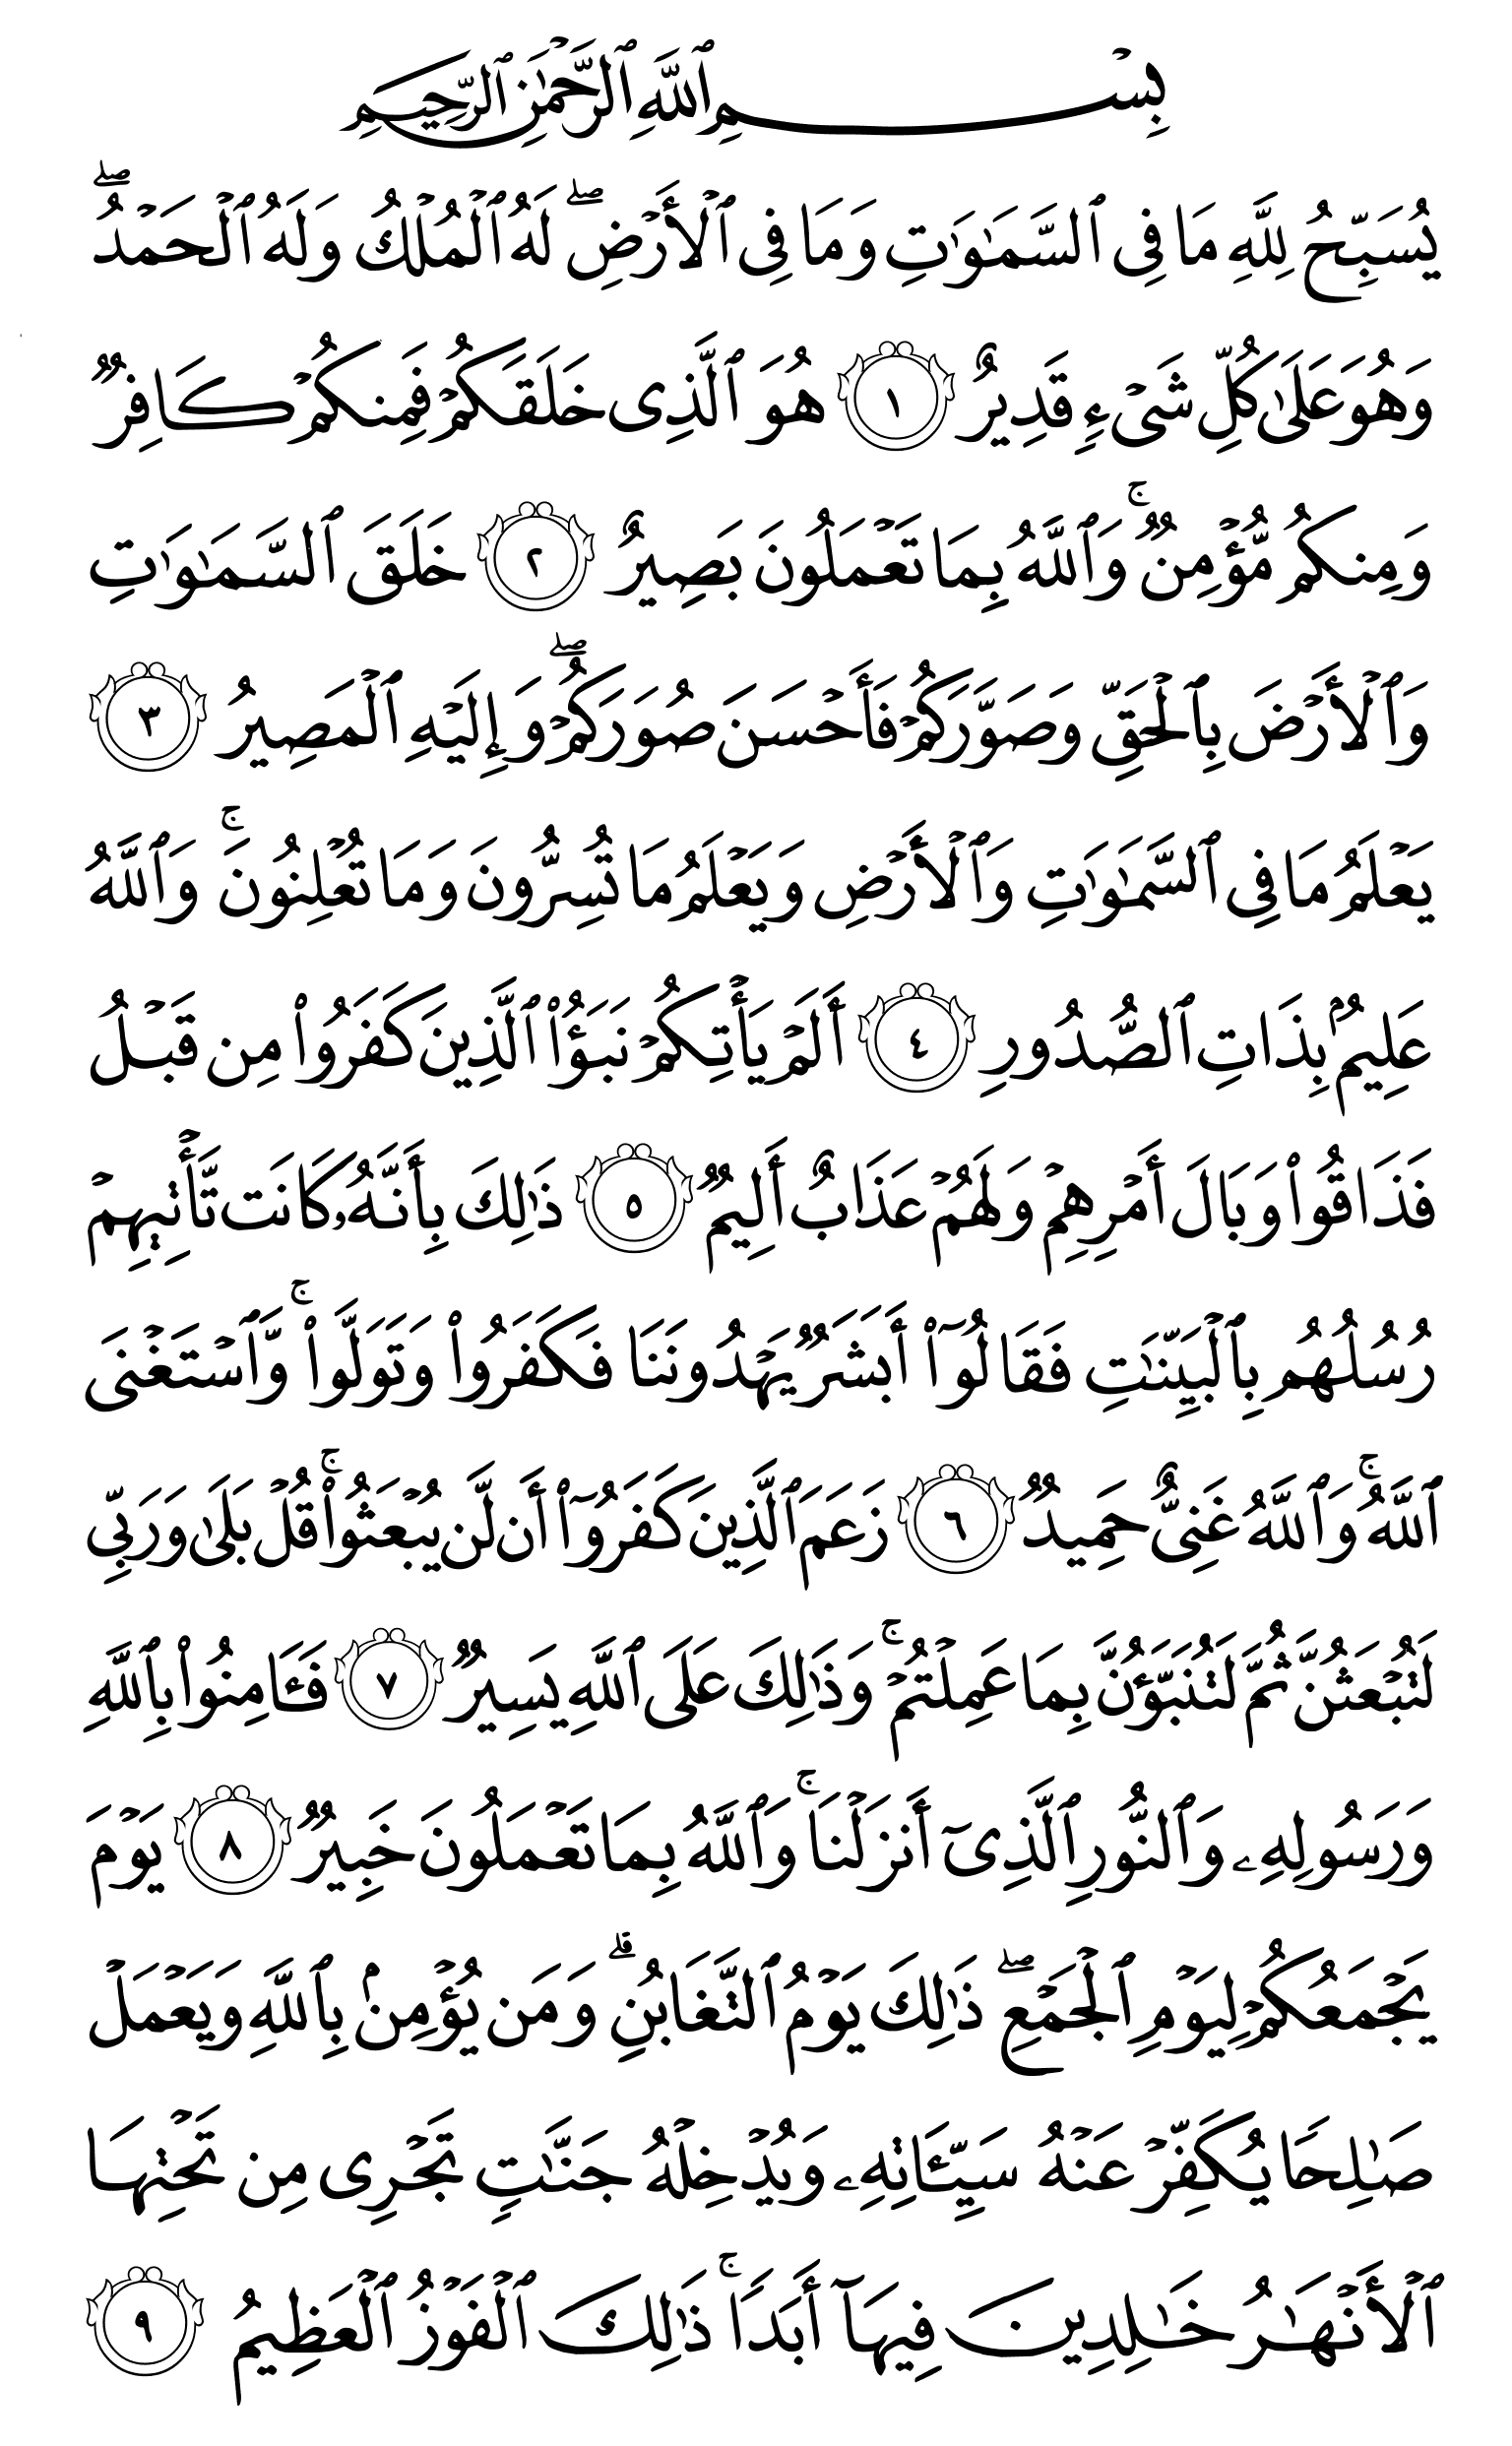 بِسْمِ ٱللَّهِ ٱلرَّحْمَٰنِ ٱلرَّحِيمِ
يُسَبِّحُ لِلَّهِ مَا فِى ٱلسَّمَٰوَٰتِ وَمَا فِى ٱلْأَرْضِ ۖ لَهُ ٱلْمُلْكُ وَلَهُ ٱلْحَمْدُ ۖ
وَهُوَ عَلَىٰ كُلِّ شَىْءٍ قَدِيرٌ ١ هُوَ ٱلَّذِى خَلَقَكُمْ فَمِنكُمْ كَافِرٌ
وَمِنكُم مُّؤْمِنٌ ۚ وَٱللَّهُ بِمَا تَعْمَلُونَ بَصِيرٌ ٢ خَلَقَ ٱلسَّمَٰوَٰتِ
وَٱلْأَرْضَ بِٱلْحَقِّ وَصَوَّرَكُمْ فَأَحْسَنَ صُوَرَكُمْ ۖ وَإِلَيْهِ ٱلْمَصِيرُ ٣
يَعْلَمُ مَا فِى ٱلسَّمَٰوَٰتِ وَٱلْأَرْضِ وَيَعْلَمُ مَا تُسِرُّونَ وَمَا تُعْلِنُونَ ۚ وَٱللَّهُ
عَلِيمٌۢ بِذَاتِ ٱلصُّدُورِ ٤ أَلَمْ يَأْتِكُمْ نَبَؤُا۟ ٱلَّذِينَ كَفَرُوا۟ مِن قَبْلُ
فَذَاقُوا۟ وَبَالَ أَمْرِهِمْ وَلَهُمْ عَذَابٌ أَلِيمٌ ٥ ذَٰلِكَ بِأَنَّهُۥ كَانَت تَّأْتِيهِمْ
رُسُلُهُم بِٱلْبَيِّنَٰتِ فَقَالُوٓا۟ أَبَشَرٌ يَهْدُونَنَا فَكَفَرُوا۟ وَتَوَلَّوا۟ ۚ وَّٱسْتَغْنَى
ٱللَّهُ ۚ وَٱللَّهُ غَنِىٌّ حَمِيدٌ ٦ زَعَمَ ٱلَّذِينَ كَفَرُوٓا۟ أَن لَّن يُبْعَثُوا۟ ۚ قُلْ بَلَىٰ وَرَبِّى
لَتُبْعَثُنَّ ثُمَّ لَتُنَبَّؤُنَّ بِمَا عَمِلْتُمْ ۚ وَذَٰلِكَ عَلَى ٱللَّهِ يَسِيرٌ ٧ فَـَٔامِنُوا۟ بِٱللَّهِ
وَرَسُولِهِۦ وَٱلنُّورِ ٱلَّذِىٓ أَنزَلْنَا ۚ وَٱللَّهُ بِمَا تَعْمَلُونَ خَبِيرٌ ٨ يَوْمَ
يَجْمَعُكُمْ لِيَوْمِ ٱلْجَمْعِ ۖ ذَٰلِكَ يَوْمُ ٱلتَّغَابُنِ ۗ وَمَن يُؤْمِنۢ بِٱللَّهِ وَيَعْمَلْ
صَٰلِحًا يُكَفِّرْ عَنْهُ سَيِّـَٔاتِهِۦ وَيُدْخِلْهُ جَنَّٰتٍ تَجْرِى مِن تَحْتِهَا
ٱلْأَنْهَٰرُ خَٰلِدِينَ فِيهَآ أَبَدًا ۚ ذَٰلِكَ ٱلْفَوْزُ ٱلْعَظِيمُ ٩